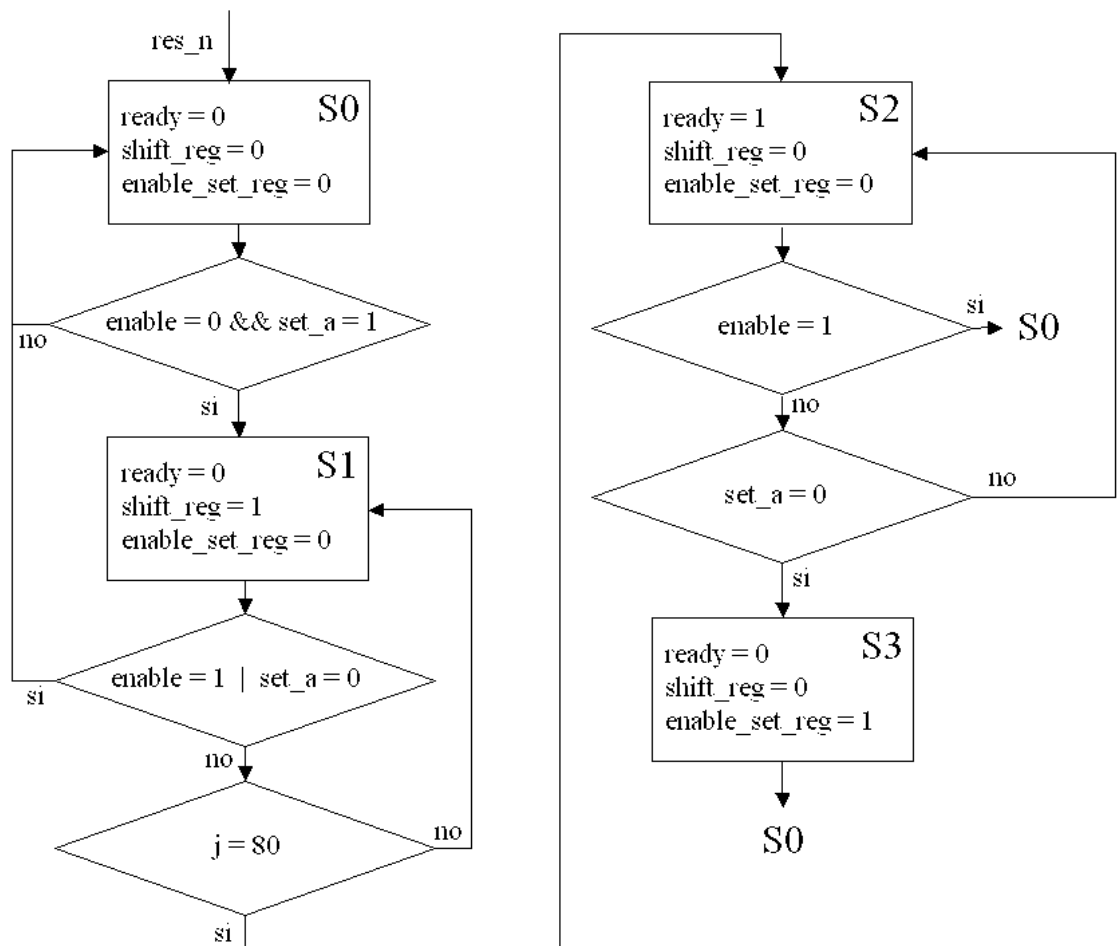 res_n
S0
ready = 0
shift_reg = 0
enable_set_reg = 0
enable = 0 && set_a = 1
no
si
S1
ready = 0
shift_reg = 1
enable_set_reg = 0
enable = 1 | set_a = 0
si
no
j = 80
no
si
S2
ready = 1
shift_reg = 0
enable_set_reg = 0
enable = 1
si
S0
no
set_a = 0
no
si
S3
ready = 0
shift_reg = 0
enable_set_reg = 1
S0